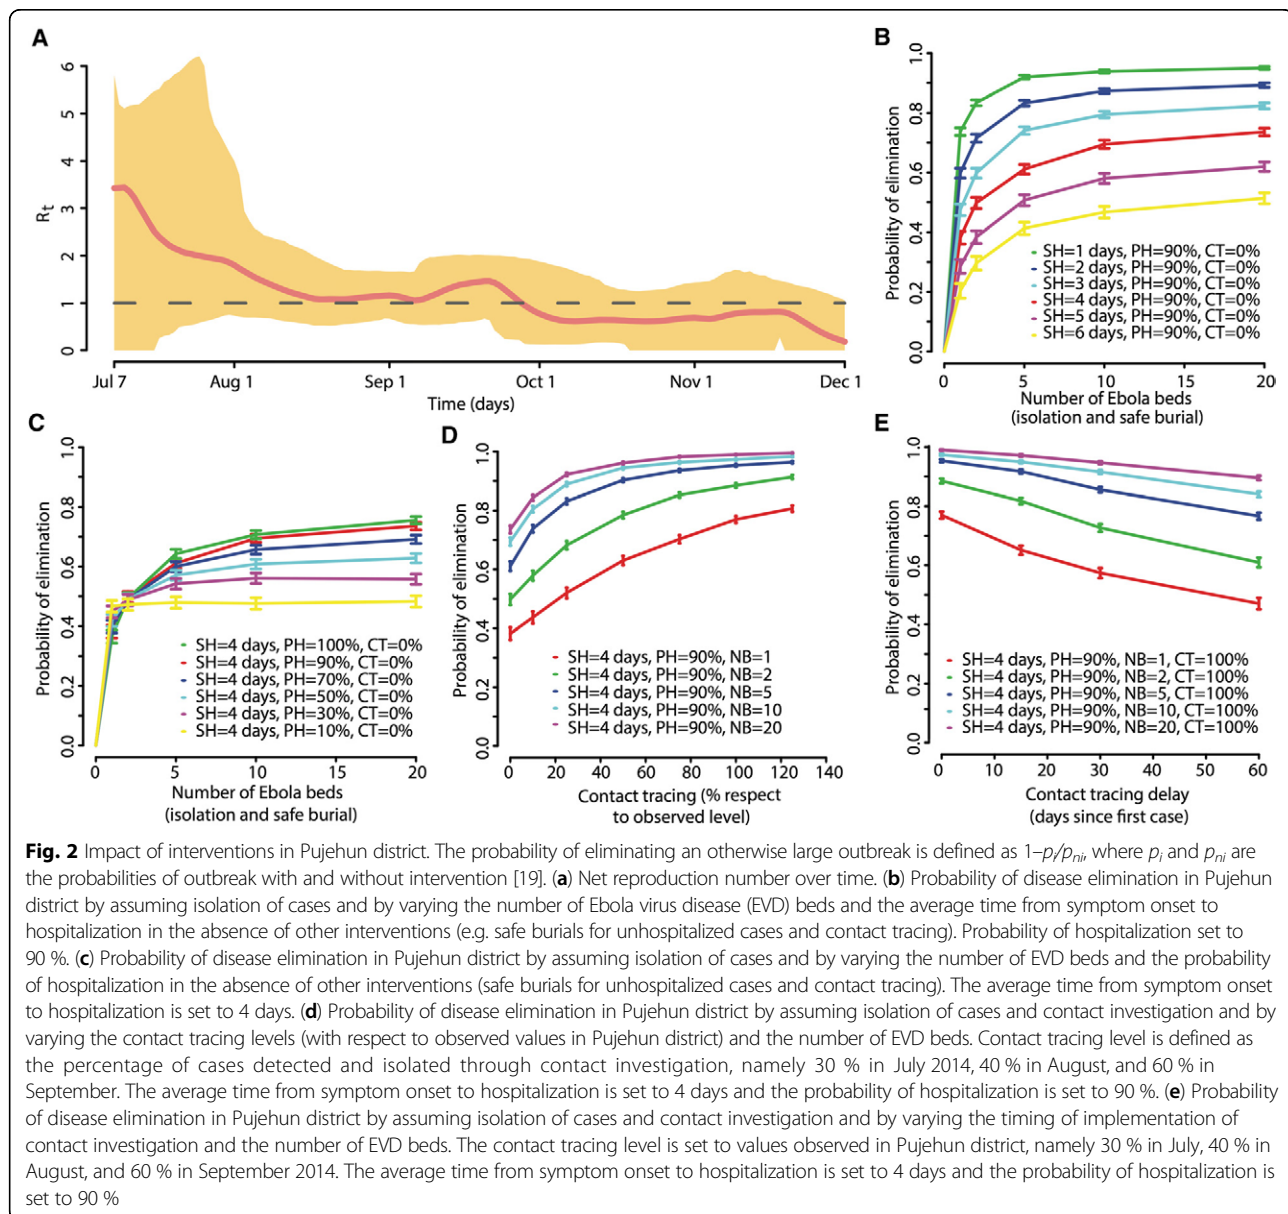 A
6
5
4
3
2
1
0
Rt
Jul 7
Aug 1
Sep 1
Oct 1
Nov 1
Dec 1
Time (days)
B
1.0
0.8
0.6
0.4
0.2
0.0
Probability of elimination
SH=1 days, PH=90%, CT=0%
SH=2 days, PH=90%, CT=0%
SH=3 days, PH=90%, CT=0%
SH=4 days, PH=90%, CT=0%
SH=5 days, PH=90%, CT=0%
SH=6 days, PH=90%, CT=0%
0 5 10 15 20
Number of Ebola beds
(isolation and safe burial)
C
1.0
0.8
0.6
0.4
0.2
0.0
Probability of elimination
SH=4 days, PH=100%, CT=0%
SH=4 days, PH=90%, CT=0%
SH=4 days, PH=70%, CT=0%
SH=4 days, PH=50%, CT=0%
SH=4 days, PH=30%, CT=0%
SH=4 days, PH=10%, CT=0%
0 5 10 15 20
Number of Ebola beds
(isolation and safe burial)
D
1.0
0.8
0.6
0.4
0.2
0.0
Probability of elimination
SH=4 days, PH=90%, NB=1
SH=4 days, PH=90%, NB=2
SH=4 days, PH=90%, NB=5
SH=4 days, PH=90%, NB=10
SH=4 days, PH=90%, NB=20
0 20 40 60 80 100 120 140
Contact tracing (% respect
to observed level)
E
1.0
0.8
0.6
0.4
0.2
0.0
Probability of elimination
SH=4 days, PH=90%, NB=1, CT=100%
SH=4 days, PH=90%, NB=2, CT=100%
SH=4 days, PH=90%, NB=5, CT=100%
SH=4 days, PH=90%, NB=10, CT=100%
SH=4 days, PH=90%, NB=20, CT=100%
0 10 20 30 40 50 60
Contact tracing delay
(days since first case)
Fig. 2 Impact of interventions in Pujehun district. The probability of eliminating an otherwise large outbreak is defined as 1–pi/pni, where pi and pni are
the probabilities of outbreak with and without intervention [19]. (a) Net reproduction number over time. (b) Probability of disease elimination in Pujehun
district by assuming isolation of cases and by varying the number of Ebola virus disease (EVD) beds and the average time from symptom onset to
hospitalization in the absence of other interventions (e.g. safe burials for unhospitalized cases and contact tracing). Probability of hospitalization set to
90 %. (c) Probability of disease elimination in Pujehun district by assuming isolation of cases and by varying the number of EVD beds and the probability
of hospitalization in the absence of other interventions (safe burials for unhospitalized cases and contact tracing). The average time from symptom onset
to hospitalization is set to 4 days. (d) Probability of disease elimination in Pujehun district by assuming isolation of cases and contact investigation and by
varying the contact tracing levels (with respect to observed values in Pujehun district) and the number of EVD beds. Contact tracing level is defined as
the percentage of cases detected and isolated through contact investigation, namely 30 % in July 2014, 40 % in August, and 60 % in
September. The average time from symptom onset to hospitalization is set to 4 days and the probability of hospitalization is set to 90 %. (e) Probability
of disease elimination in Pujehun district by assuming isolation of cases and contact investigation and by varying the timing of implementation of
contact investigation and the number of EVD beds. The contact tracing level is set to values observed in Pujehun district, namely 30 % in July, 40 % in
August, and 60 % in September 2014. The average time from symptom onset to hospitalization is set to 4 days and the probability of hospitalization is
set to 90 %